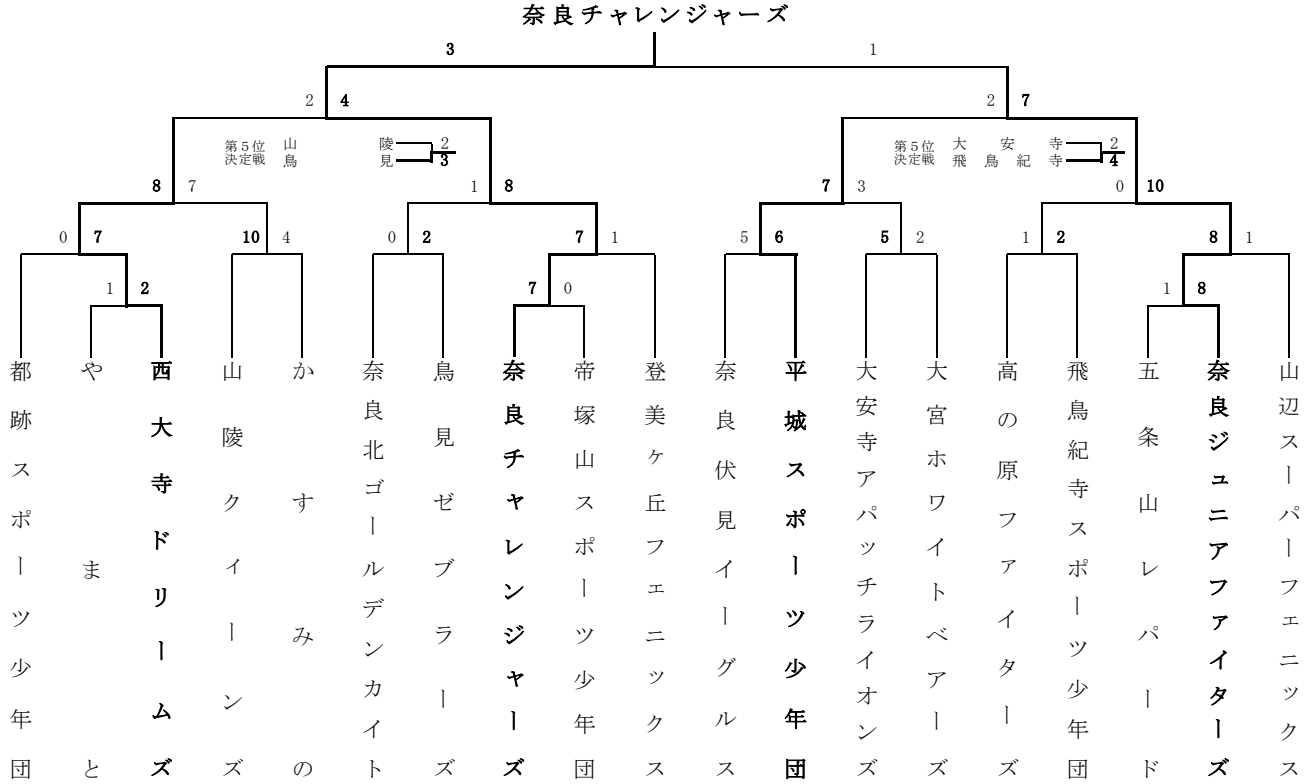 奈良チャレンジャーズ
3 1
2 4 2 7
第5位 山陵 2
決定戦 鳥見 3
第5位 大安寺 2
決定戦 飛鳥紀寺 4
8 7 1 8 7 3 0 10
0 7 10 4 0 2 7 1 5 6 5 2 1 2 8 1
1 2 7 0 1 8
都跡スポーツ少年団
やまと
西大寺ドリームズ
山陵クィーンズ
かすみの
奈良北ゴールデンカイト
鳥見ゼブラーズ
奈良チャレンジャーズ
帝塚山スポーツ少年団
登美ヶ丘フェニックス
奈良伏見イーグルス
平城スポーツ少年団
大安寺アパッチライオンズ
大宮ホワイトベアーズ
高の原ファイターズ
飛鳥紀寺スポーツ少年団
五条山レパード
奈良ジュニアファイターズ
山辺スーパーフェニックス